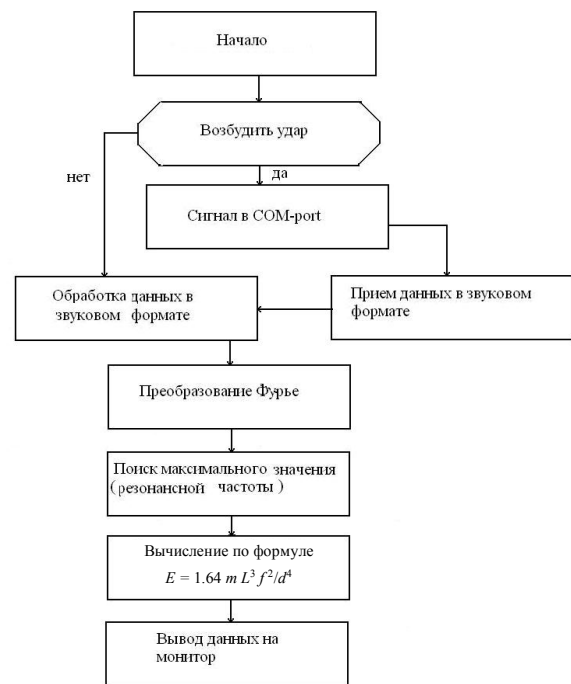 Начало
Возбудить удар
нет
да
Сигнал в COM-port
Обработка данных в
звуковом формате
Прием данных в звуковом
формате
Преобразование Фурье
Поиск максимального значения
(резонансной частоты)
Вычисление по формуле
E = 1.64 m L³ f²/d⁴
Вывод данных на
монитор